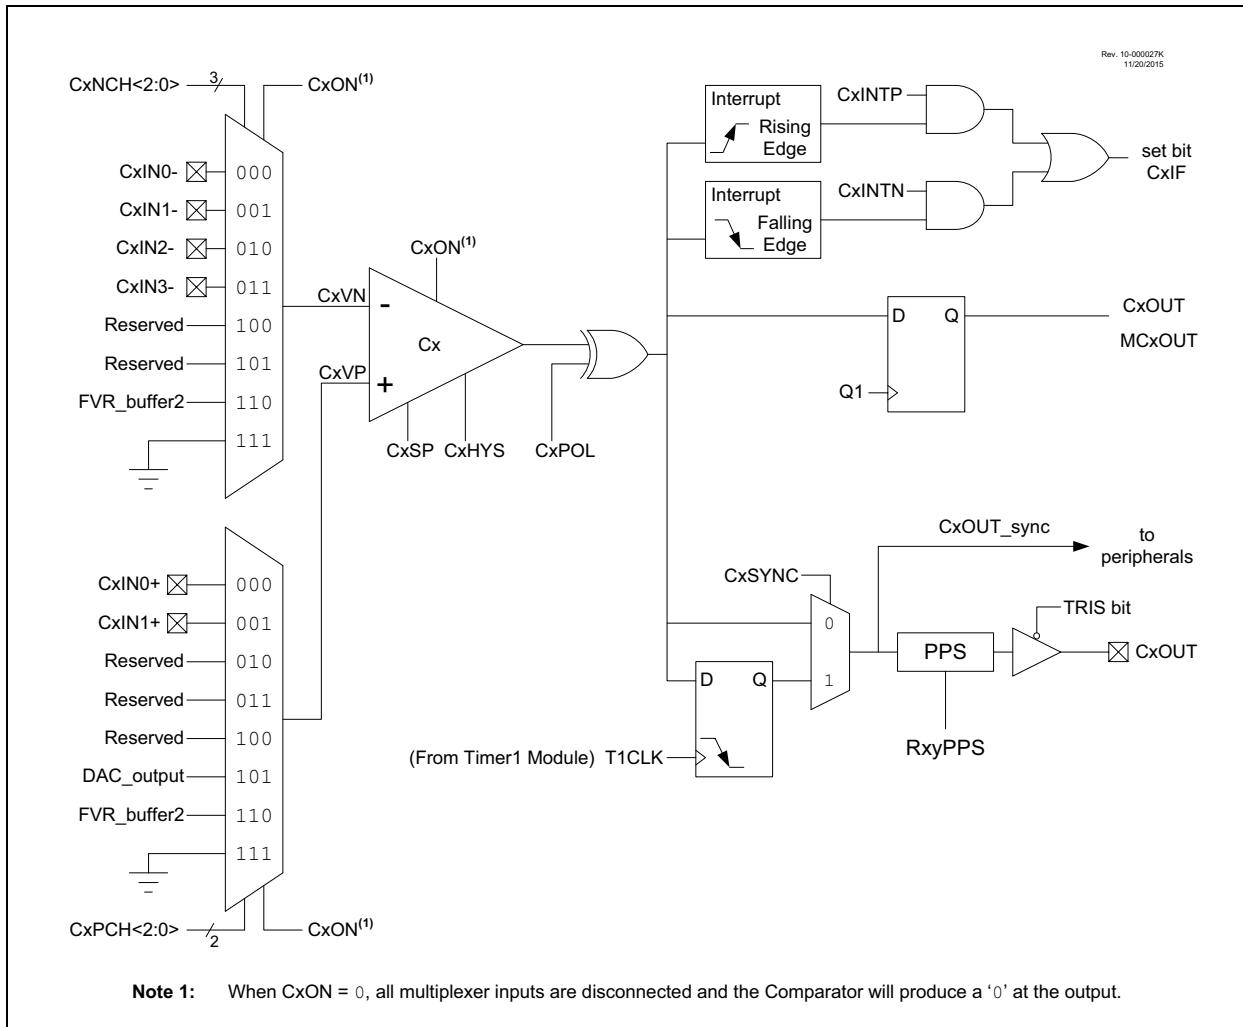 Rev. 10-000027K
11/20/2015
CxNCH<2:0>
3
CxON(1)
CxIN0-
000
CxIN1-
001
CxIN2-
010
CxIN3-
011
Reserved
100
Reserved
101
FVR_buffer2
110
111
CxON(1)
CxVN
-
Cx
CxVP
+
CxSP
CxHYS
CxPOL
Interrupt
Rising
Edge
CxINTP
Interrupt
Falling
Edge
CxINTN
set bit
CxIF
D
Q
Q1
CxOUT
MCxOUT
CxIN0+
000
CxIN1+
001
Reserved
010
Reserved
011
Reserved
100
DAC_output
101
FVR_buffer2
110
111
CxPCH<2:0>
2
CxON(1)
CxOUT_sync
to
peripherals
CxSYNC
0
1
D
Q
(From Timer1 Module) T1CLK
PPS
RxyPPS
TRIS bit
CxOUT
Note 1: When CxON = 0, all multiplexer inputs are disconnected and the Comparator will produce a ‘0’ at the output.